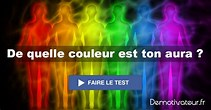 De quelle couleur est ton aura ?
FAIRE LE TEST
Demotivateur.fr